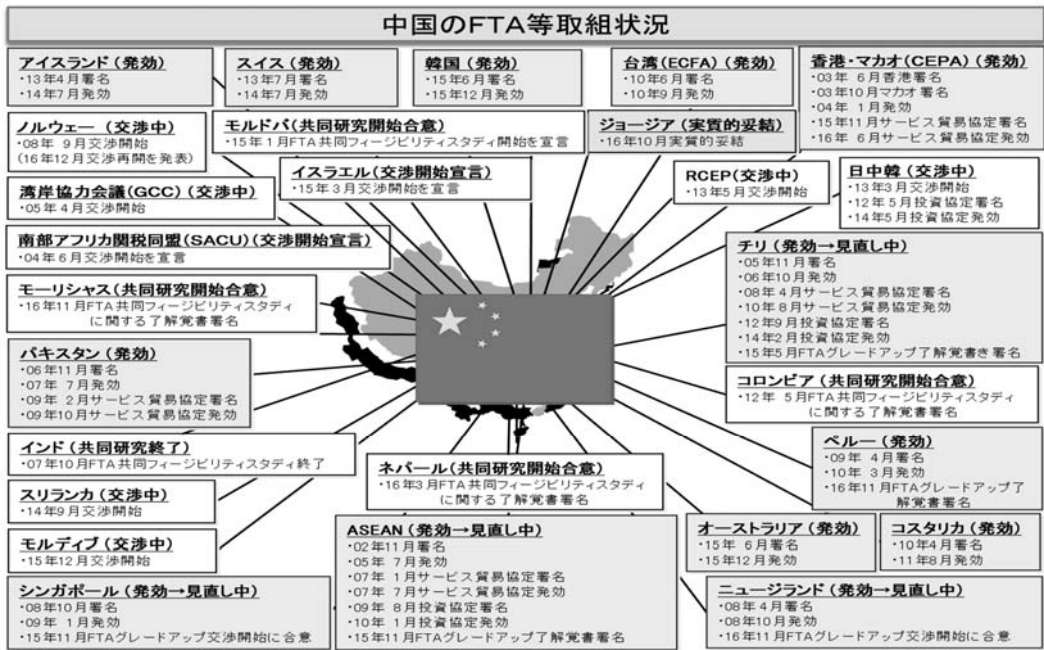 中国のFTA等取組状況
アイスランド (発効)
・13年4月署名
・14年7月発効
スイス (発効)
・13年7月署名
・14年7月発効
韓国 (発効)
・15年6月署名
・15年12月発効
台湾(ECFA) (発効)
・10年6月署名
・10年9月発効
香港・マカオ(CEPA) (発効)
・03年 6月香港署名
・03年10月マカオ署名
・04年 1月発効
・15年11月サービス貿易協定署名
・16年 6月サービス貿易協定発効
ノルウェー (交渉中)
・08年 9月交渉開始
(16年12月交渉再開を発表)
モルドバ(共同研究開始合意)
・15年1月FTA共同フィージビリティスタディ開始を宣言
ジョージア (実質的妥結)
・16年10月実質的妥結
イスラエル(交渉開始宣言)
・15年3月交渉開始を宣言
RCEP(交渉中)
・13年5月交渉開始
日中韓 (交渉中)
・13年3月交渉開始
・12年5月投資協定署名
・14年5月投資協定発効
湾岸協力会議(GCC) (交渉中)
・05年4月交渉開始
南部アフリカ関税同盟(SACU)(交渉開始宣言)
・04年6月交渉開始を宣言
モーリシャス(共同研究開始合意)
・16年11月FTA共同フィージビリティスタディ
に関する了解覚書署名
チリ (発効→見直し中)
・05年11月署名
・06年10月発効
・08年4月サービス貿易協定署名
・10年8月サービス貿易協定発効
・12年9月投資協定署名
・14年2月投資協定発効
・15年5月FTAグレードアップ了解覚書き署名
パキスタン (発効)
・06年11月署名
・07年 7月発効
・09年 2月サービス貿易協定署名
・09年10月サービス貿易協定発効
コロンビア (共同研究開始合意)
・12年 5月FTA共同フィージビリティスタディ
に関する了解覚書署名
インド (共同研究終了)
・07年10月FTA共同フィージビリティスタディ終了
ペルー (発効)
・09年 4月署名
・10年 3月発効
・16年11月FTAグレードアップ了
解覚書署名
スリランカ (交渉中)
・14年9月交渉開始
ネパール(共同研究開始合意)
・16年3月FTA共同フィージビリティスタディ
に関する了解覚書署名
モルディブ (交渉中)
・15年12月交渉開始
ASEAN (発効→見直し中)
・02年11月署名
・05年 7月発効
・07年 1月サービス貿易協定署名
・07年 7月サービス貿易協定発効
・09年 8月投資協定署名
・10年 1月投資協定発効
・15年11月FTAグレードアップ了解覚書署名
オーストラリア (発効)
・15年 6月署名
・15年12月発効
コスタリカ (発効)
・10年4月署名
・11年8月発効
シンガポール (発効→見直し中)
・08年10月署名
・09年 1月発効
・15年11月FTAグレードアップ交渉開始に合意
ニュージランド (発効→見直し中)
・08年 4月署名
・08年10月発効
・16年11月FTAグレードアップ交渉開始に合意